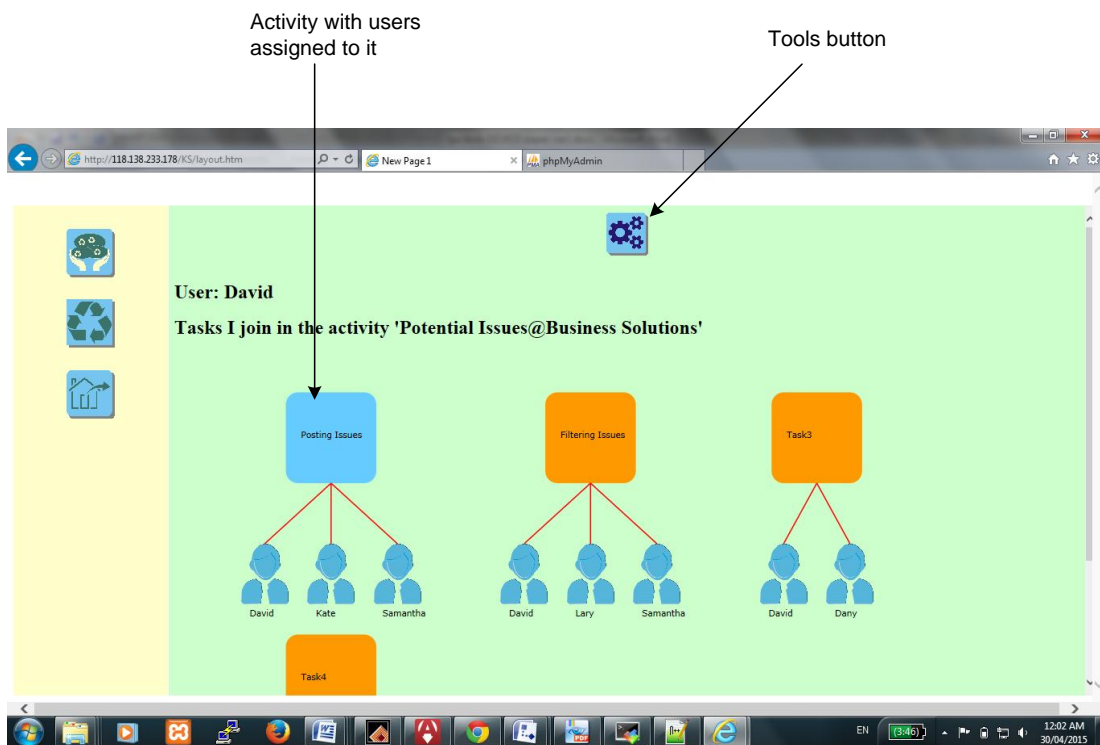 Activity with users
assigned to it
Tools button
http://118.138.233.178/KS/layout.htm
New Page 1
phpMyAdmin
User: David
Tasks I join in the activity 'Potential Issues@Business Solutions'
Posting Issues
Filtering Issues
Task3
David
Kate
Samantha
David
Lary
Samantha
David
Dany
Task4
EN
(3:46)
12:02 AM
30/04/2015